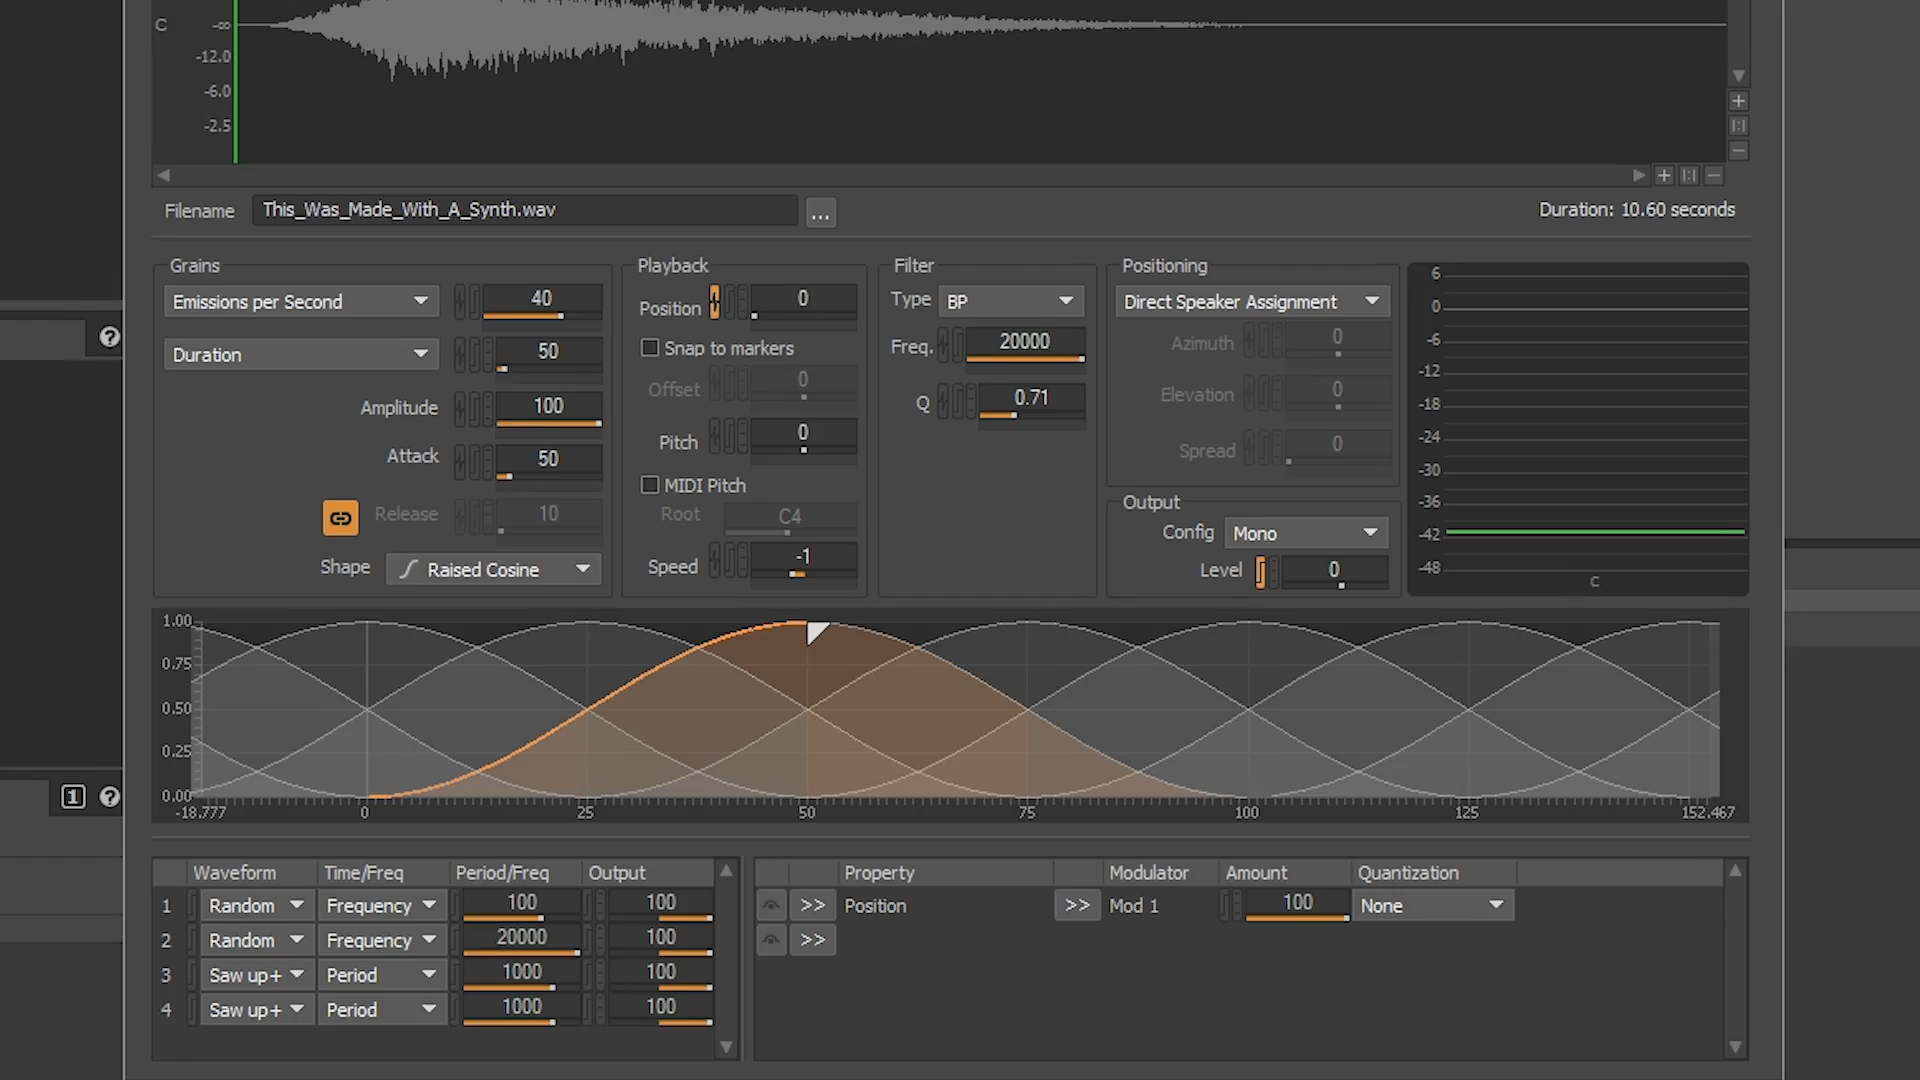 C
-∞
-12.0
-6.0
-2.5
Filename This_Was_Made_With_A_Synth.wav ... Duration: 10.60 seconds
Grains
Emissions per Second 40
Duration 50
Amplitude 100
Attack 50
Release 10
Shape Raised Cosine
Playback
Position 0
Snap to markers
Offset 0
Pitch 0
MIDI Pitch
Root C4
Speed -1
Filter
Type BP
Freq. 20000
Q 0.71
Positioning
Direct Speaker Assignment
Azimuth 0
Elevation 0
Spread 0
Output
Config Mono
Level 0
6
0
-6
-12
-18
-24
-30
-36
-42
-48
C
1.00
0.75
0.50
0.25
0.00
-18.777 0 25 50 75 100 125 152.467
1
Waveform Time/Freq Period/Freq Output
1 Random Frequency 100 100
2 Random Frequency 20000 100
3 Saw up+ Period 1000 100
4 Saw up+ Period 1000 100
Property Modulator Amount Quantization
>> Position >> Mod 1 100 None
>>